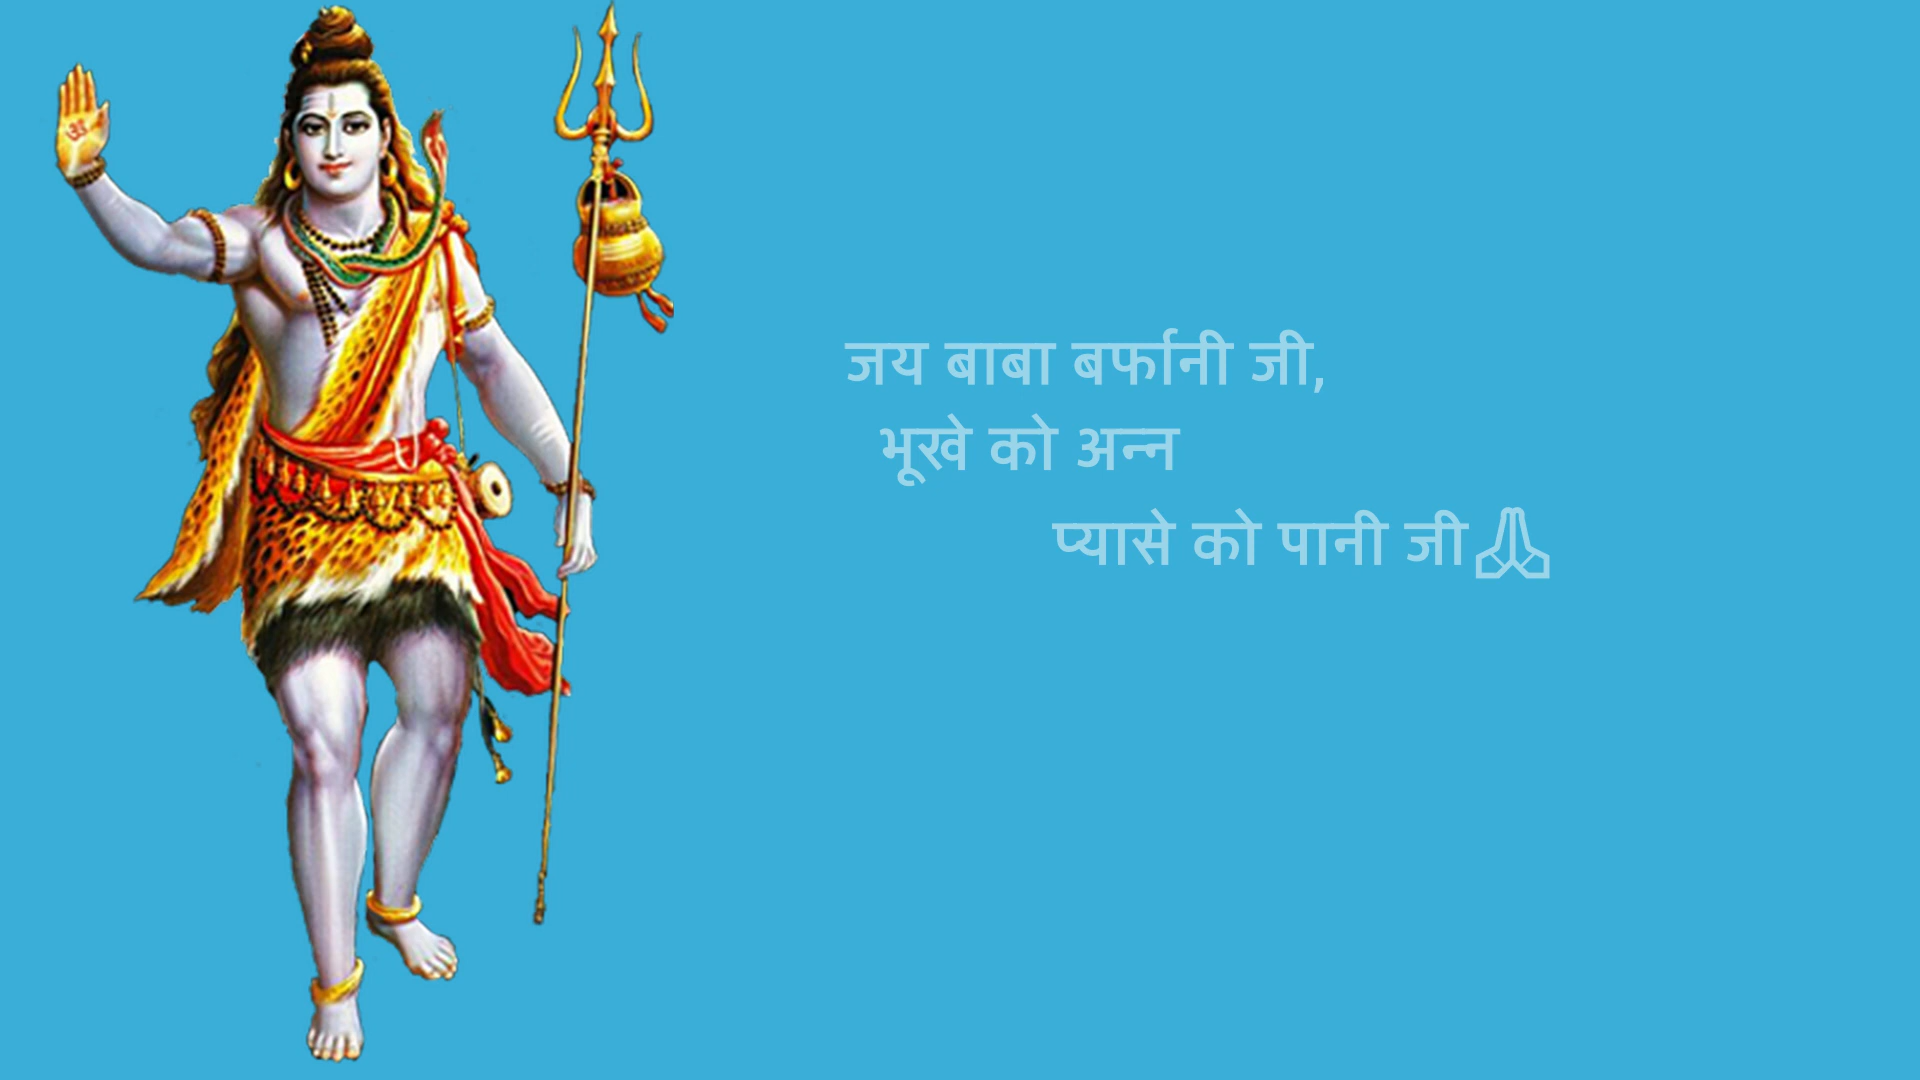 ॐ
जय बाबा बर्फानी जी,
भूखे को अन्न
प्यासे को पानी जी🙏